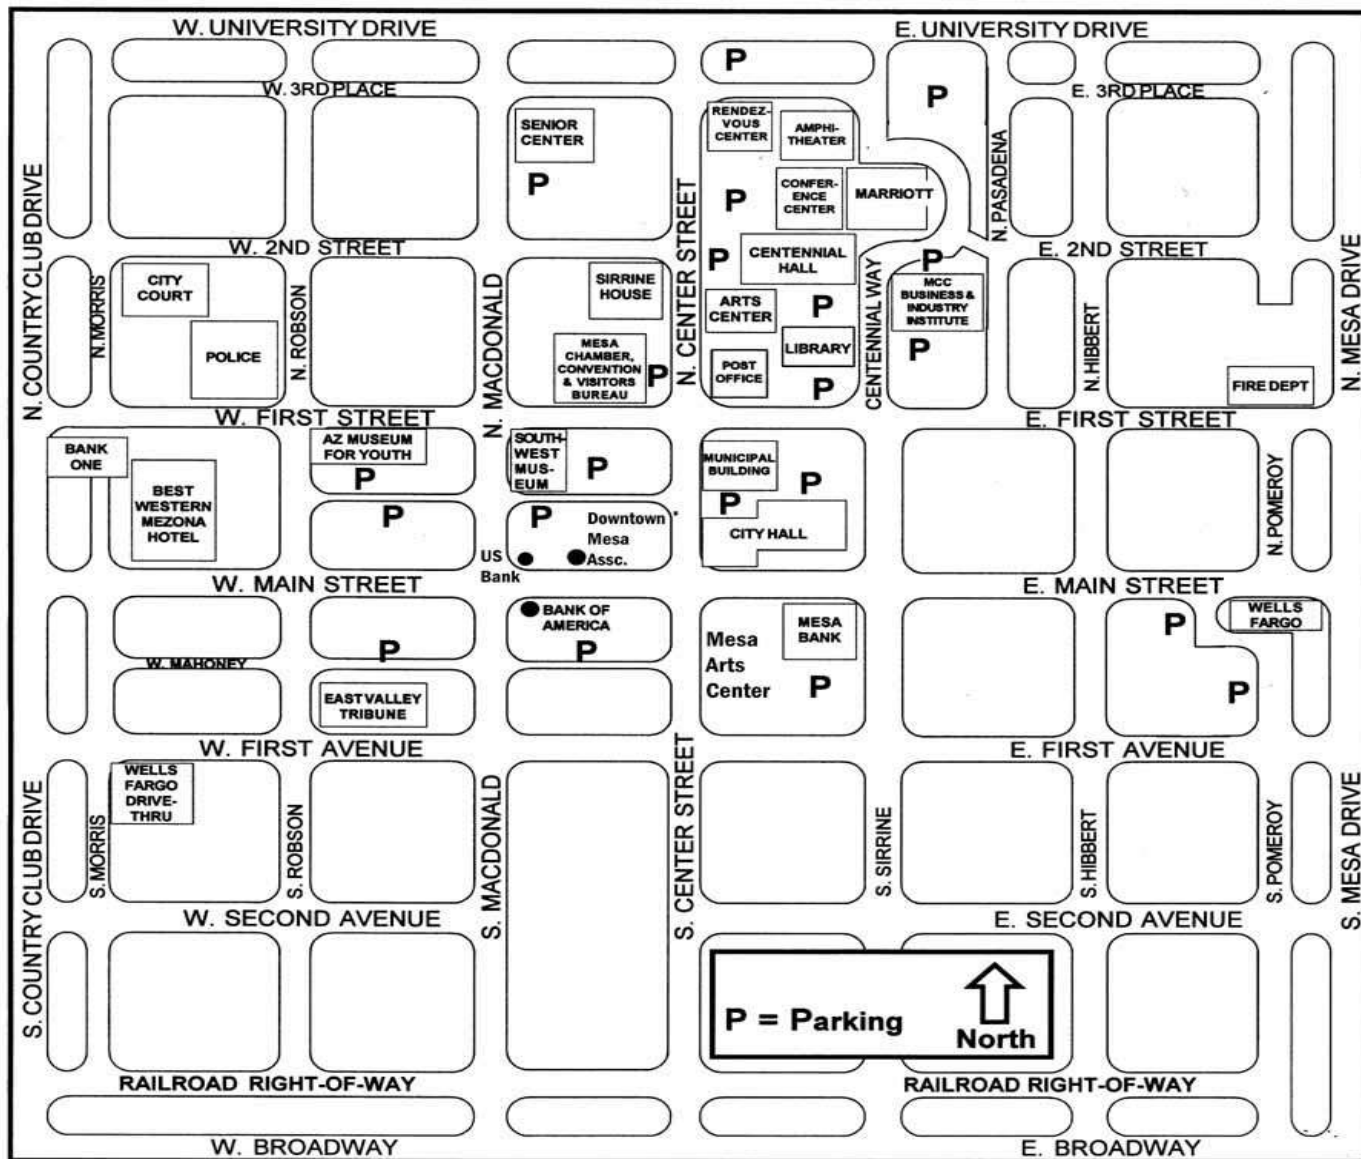 W. UNIVERSITY DRIVE
E. UNIVERSITY DRIVE
P
P
W. 3RD PLACE
E. 3RD PLACE
SENIOR
CENTER
P
RENDEZ-
VOUS
CENTER
AMPHI-
THEATER
P
CONFER-
ENCE
CENTER
MARRIOTT
N. COUNTRY CLUB DRIVE
N. CENTER STREET
N. PASADENA
W. 2ND STREET
E. 2ND STREET
N. MORRIS
CITY
COURT
POLICE
N. ROBSON
N. MACDONALD
SIRRINE
HOUSE
MESA
CHAMBER,
CONVENTION
& VISITORS
BUREAU
P
P
CENTENNIAL
HALL
ARTS
CENTER
P
LIBRARY
POST
OFFICE
P
CENTENNIAL WAY
P
MCC
BUSINESS &
INDUSTRY
INSTITUTE
P
N. HIBBERT
FIRE DEPT
N. MESA DRIVE
W. FIRST STREET
E. FIRST STREET
BANK
ONE
BEST
WESTERN
MEZONA
HOTEL
AZ MUSEUM
FOR YOUTH
P
P
SOUTH-
WEST
MUS-
EUM
P
P
Downtown
Mesa
Assc.
US
Bank
MUNICIPAL
BUILDING
P
P
CITY HALL
N. POMEROY
W. MAIN STREET
E. MAIN STREET
P
BANK OF
AMERICA
P
Mesa
Arts
Center
MESA
BANK
P
P
WELLS
FARGO
P
W. MAHONEY
EAST VALLEY
TRIBUNE
W. FIRST AVENUE
E. FIRST AVENUE
S. COUNTRY CLUB DRIVE
S. MORRIS
WELLS
FARGO
DRIVE-
THRU
S. ROBSON
S. MACDONALD
S. CENTER STREET
S. SIRRINE
S. HIBBERT
S. POMEROY
S. MESA DRIVE
W. SECOND AVENUE
E. SECOND AVENUE
P = Parking
North
RAILROAD RIGHT-OF-WAY
RAILROAD RIGHT-OF-WAY
W. BROADWAY
E. BROADWAY